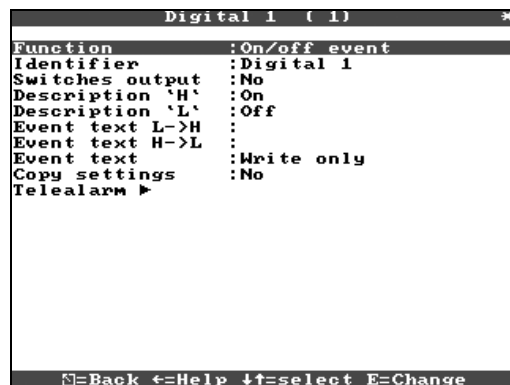 Digital 1 ( 1) *
Function :On/off event
Identifier :Digital 1
Switches output :No
Description `H` :On
Description `L` :Off
Event text L->H :
Event text H->L :
Event text :Write only
Copy settings :No
Telealarm ►
=Back ←=Help ↓↑=select E=Change